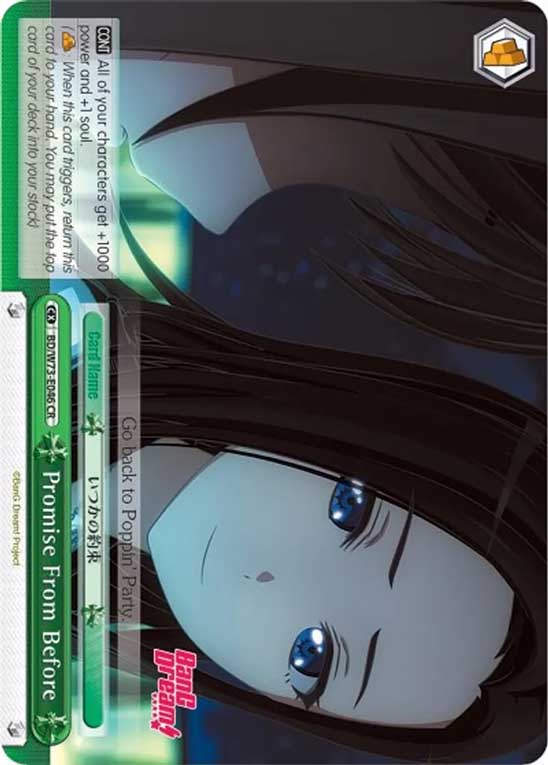 Go back to Poppin' Party.
BanG
Dream!
CONT All of your characters get +1000
power and +1 soul.
( : When this card triggers, return this
card to your hand. You may put the top
card of your deck into your stock)
Card Name
いつかの約束
CX BD/W73-E046 CR
Promise From Before
©BanG Dream! Project